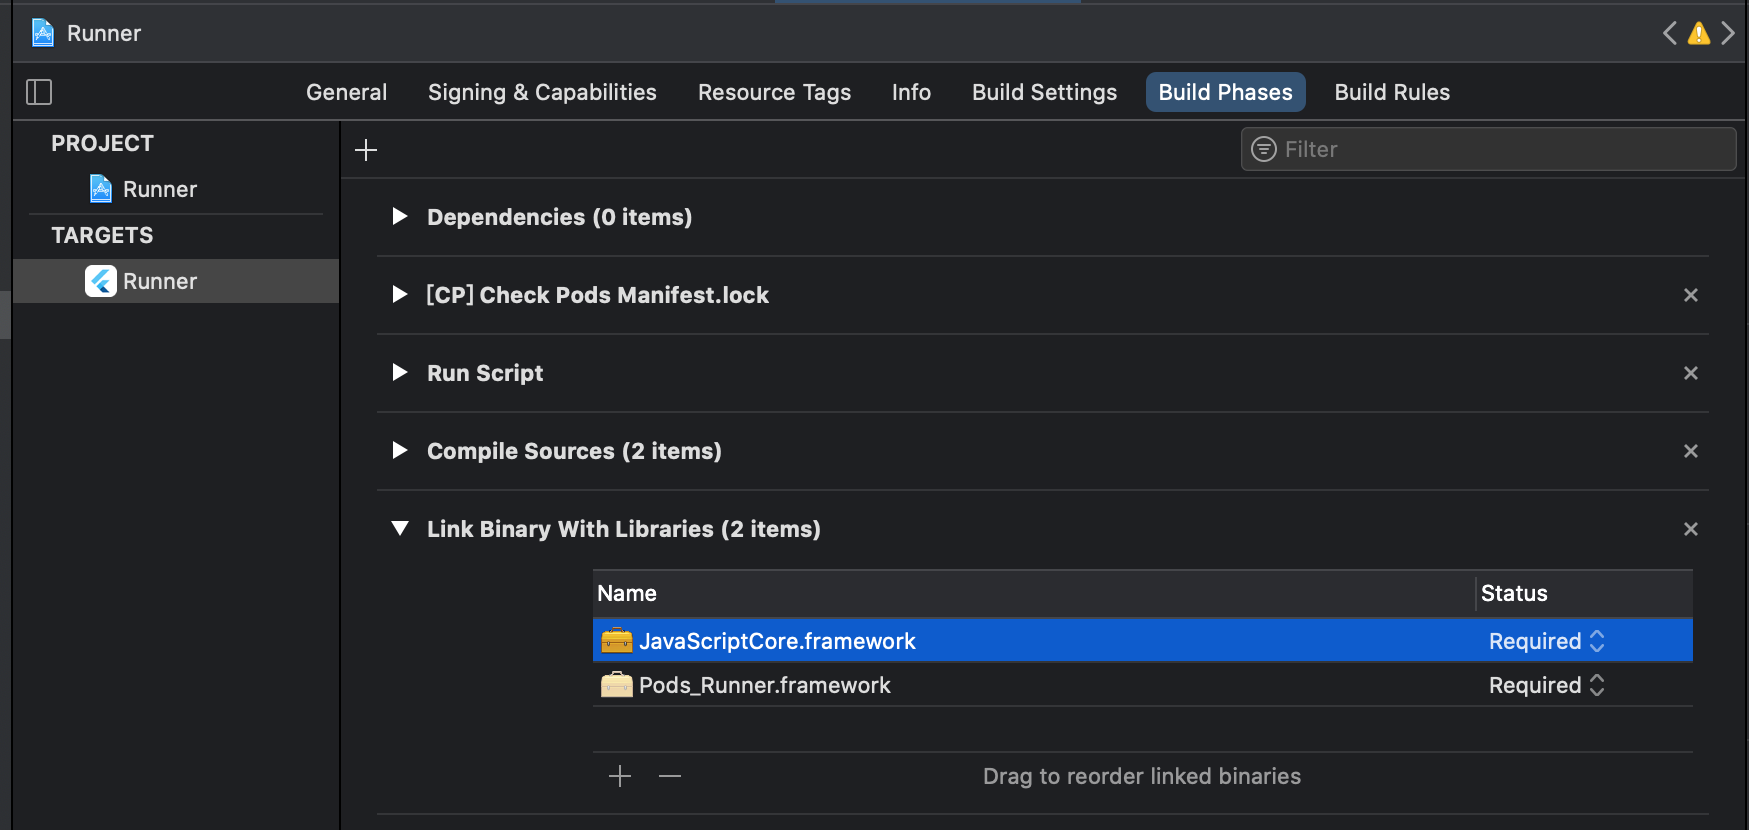 Runner
General Signing & Capabilities Resource Tags Info Build Settings Build Phases Build Rules
PROJECT
Runner
TARGETS
Runner
Filter
Dependencies (0 items)
[CP] Check Pods Manifest.lock
Run Script
Compile Sources (2 items)
Link Binary With Libraries (2 items)
Name Status
JavaScriptCore.framework Required
Pods_Runner.framework Required
Drag to reorder linked binaries